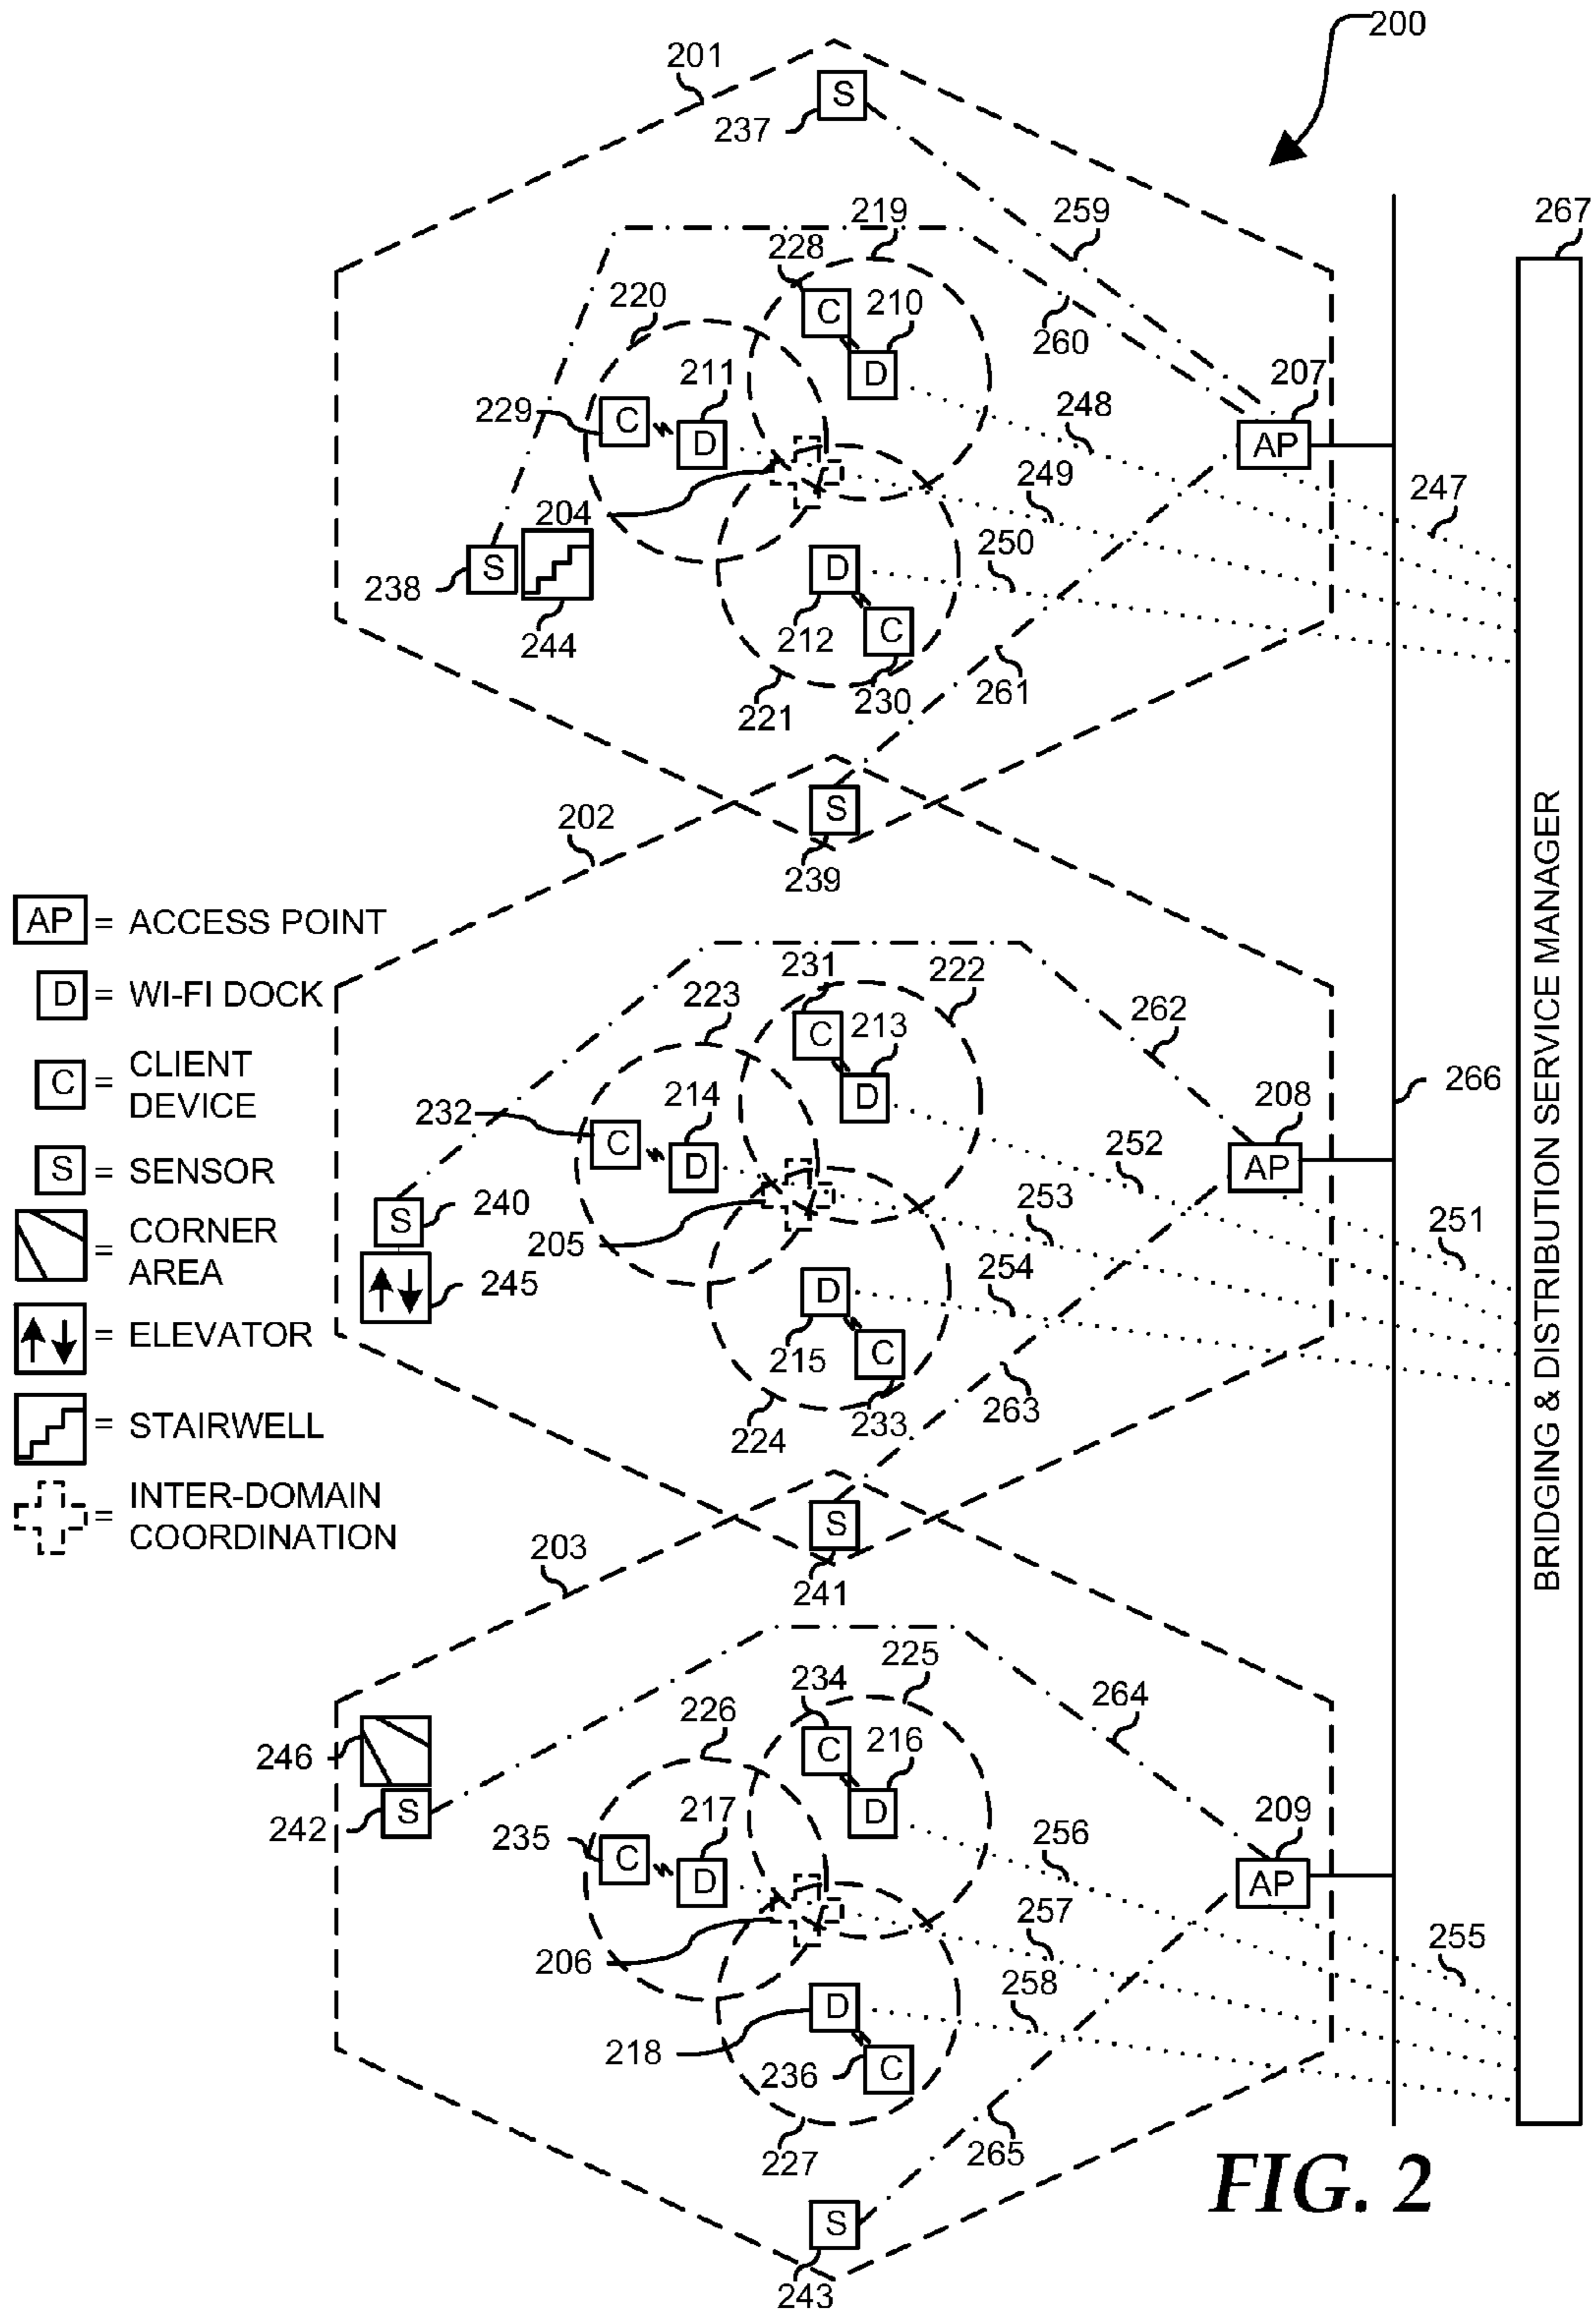 200
201
S
237
267
219
259
228
220
C
210
260
211
D
207
229
C
248
D
AP
249
247
204
250
S
D
238
212
C
244
230
261
221
202
S
239
AP = ACCESS POINT
231
222
D = WI-FI DOCK
223
262
C
213
C = CLIENT
DEVICE
214
D
266
208
232
C
252
D
AP
S = SENSOR
240
S
253
251
205
= CORNER
AREA
254
245
D
= ELEVATOR
215
C
263
233
224
= STAIRWELL
= INTER-DOMAIN
COORDINATION
S
203
241
BRIDGING & DISTRIBUTION SERVICE MANAGER
225
234
264
226
216
246
C
217
S
D
209
242
235
256
C
D
AP
257
255
206
258
D
218
236
C
227
265
FIG. 2
S
243